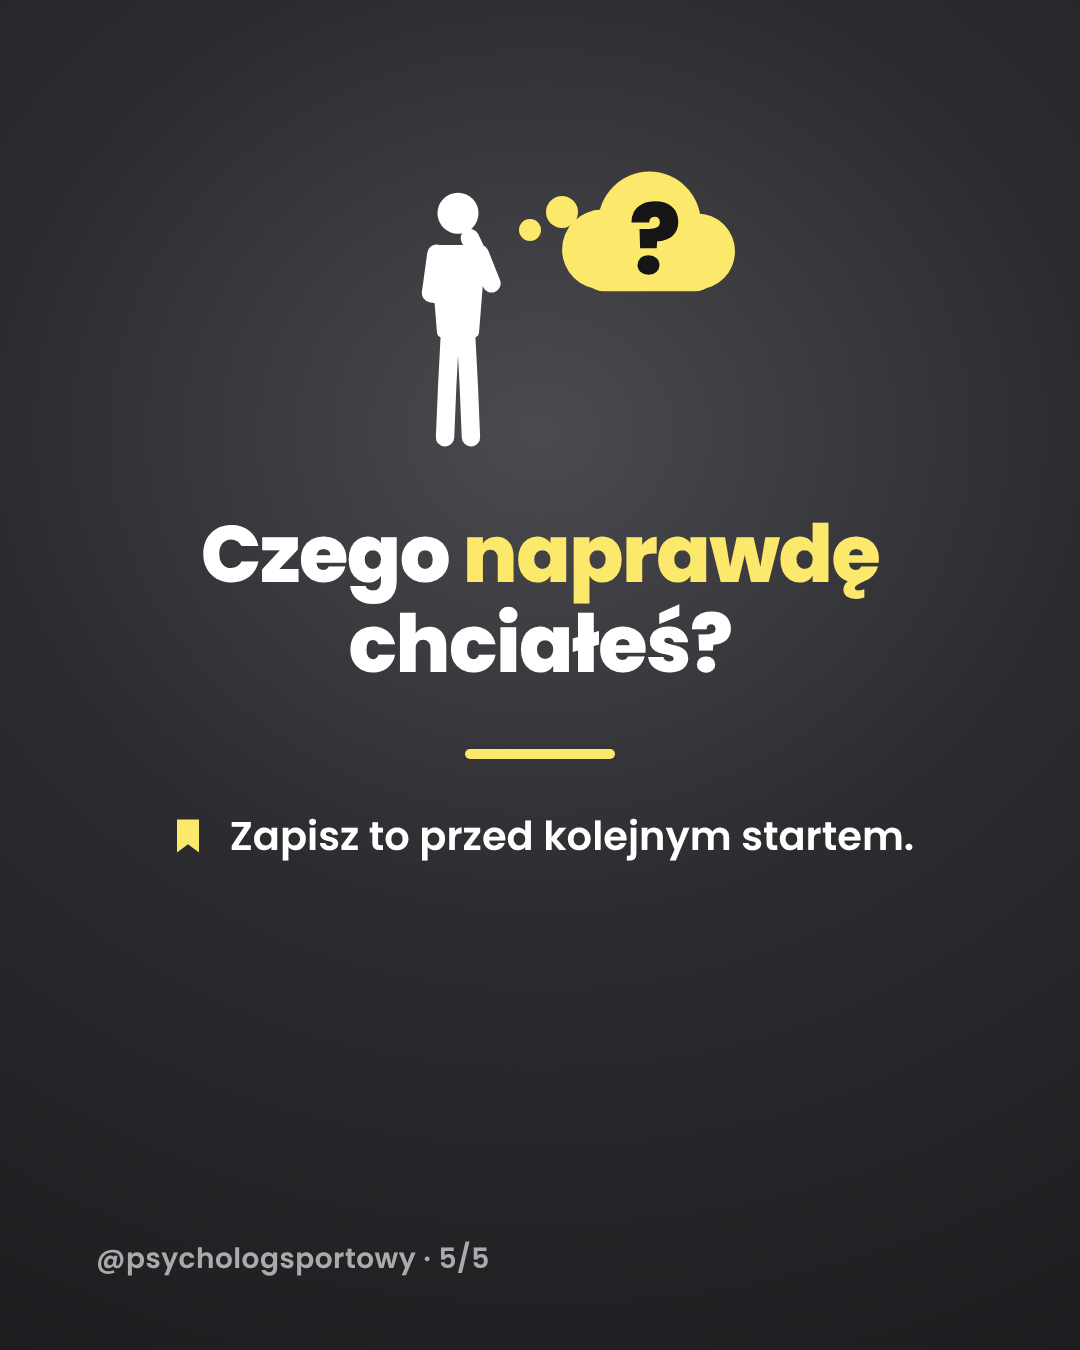 ?
Czego naprawdę
chciałeś?
Zapisz to przed kolejnym startem.
@psychologsportowy · 5/5